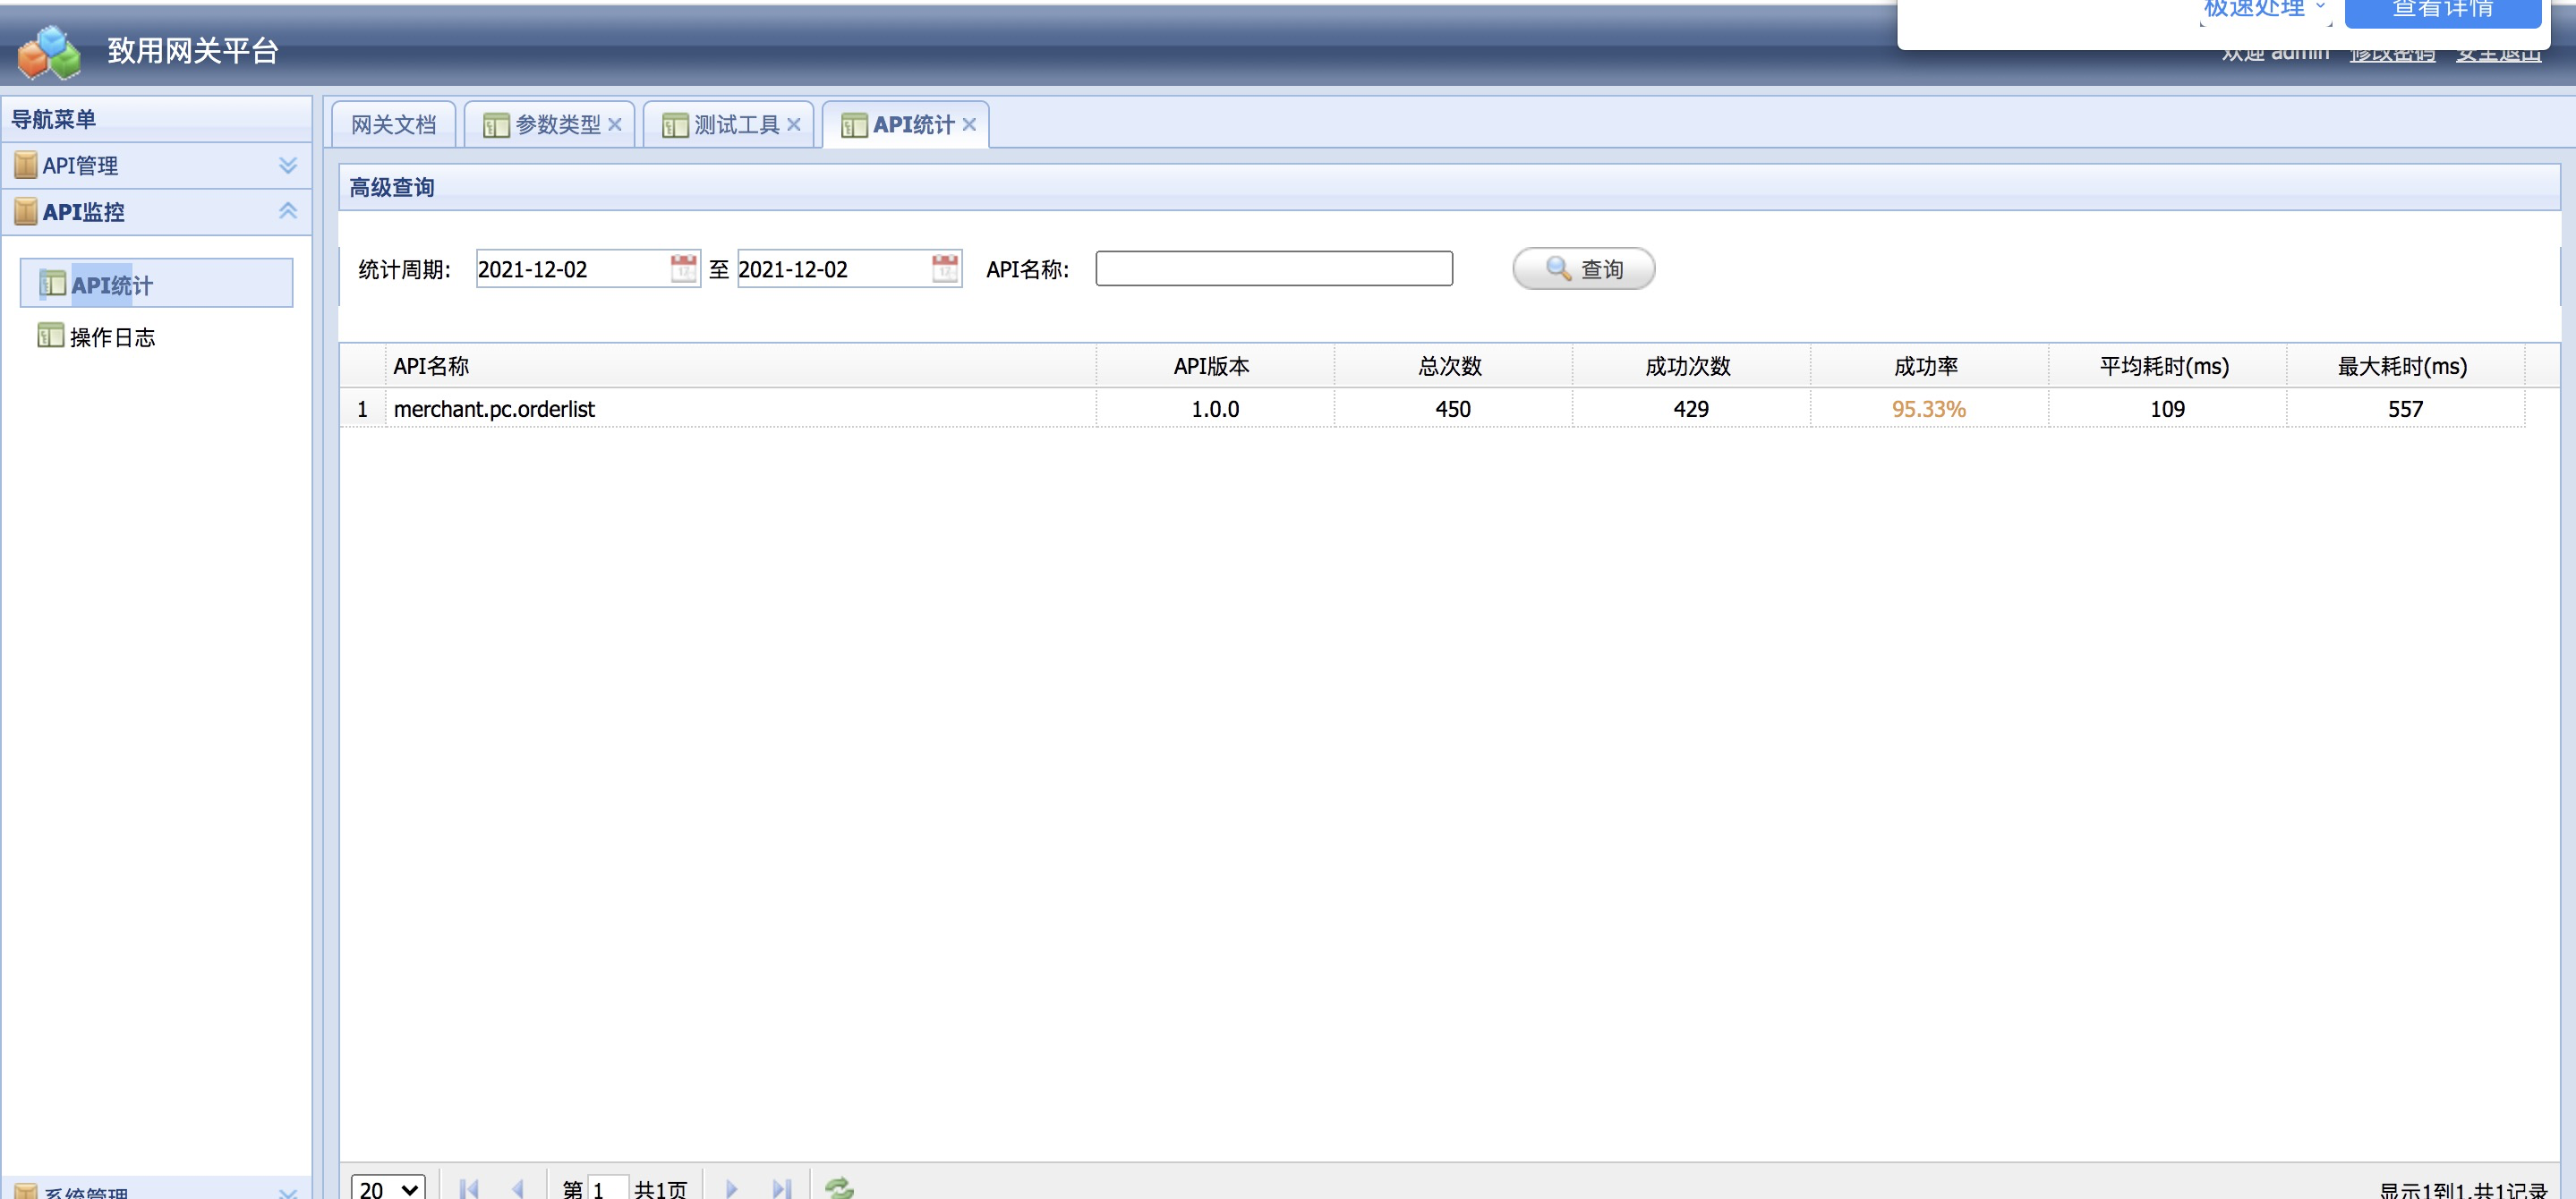 极速处理 查看详情
致用网关平台
欢迎 admin 修改密码 安全退出
导航菜单
API管理
API监控
API统计
操作日志
系统管理
网关文档 参数类型 测试工具 API统计
高级查询
统计周期: 2021-12-02 至 2021-12-02 API名称: 查询
API名称 API版本 总次数 成功次数 成功率 平均耗时(ms) 最大耗时(ms)
1 merchant.pc.orderlist 1.0.0 450 429 95.33% 109 557
20 第 1 共1页 显示1到1,共1记录